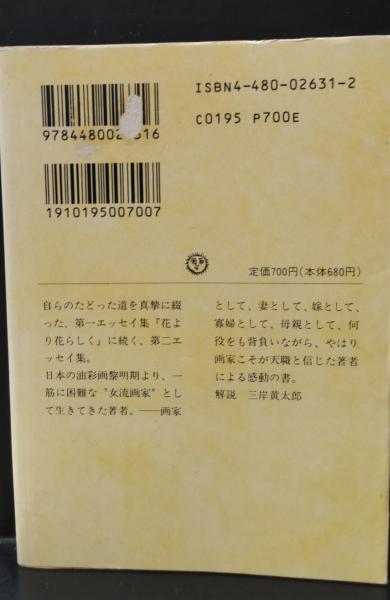 ISBN4-480-02631-2
C0195 P700E
1910195007007
定価700円(本体680円)
自らのたどった道を真摯に綴
った、第一エッセイ集『花よ
り花らしく』に続く、第二エ
ッセイ集。
日本の油彩画黎明期より、一
筋に困難な〝女流画家〟とし
て生きてきた著者。――画家
として、妻として、嫁として、
寡婦として、母親として、何
役をも背負いながら、やはり
画家こそが天職と信じた著者
による感動の書。
解説 三岸黄太郎